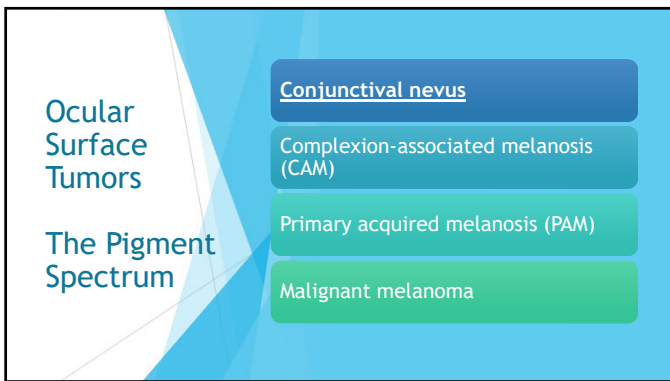 Ocular
Surface
Tumors
The Pigment
Spectrum
Conjunctival nevus
Complexion-associated melanosis
(CAM)
Primary acquired melanosis (PAM)
Malignant melanoma